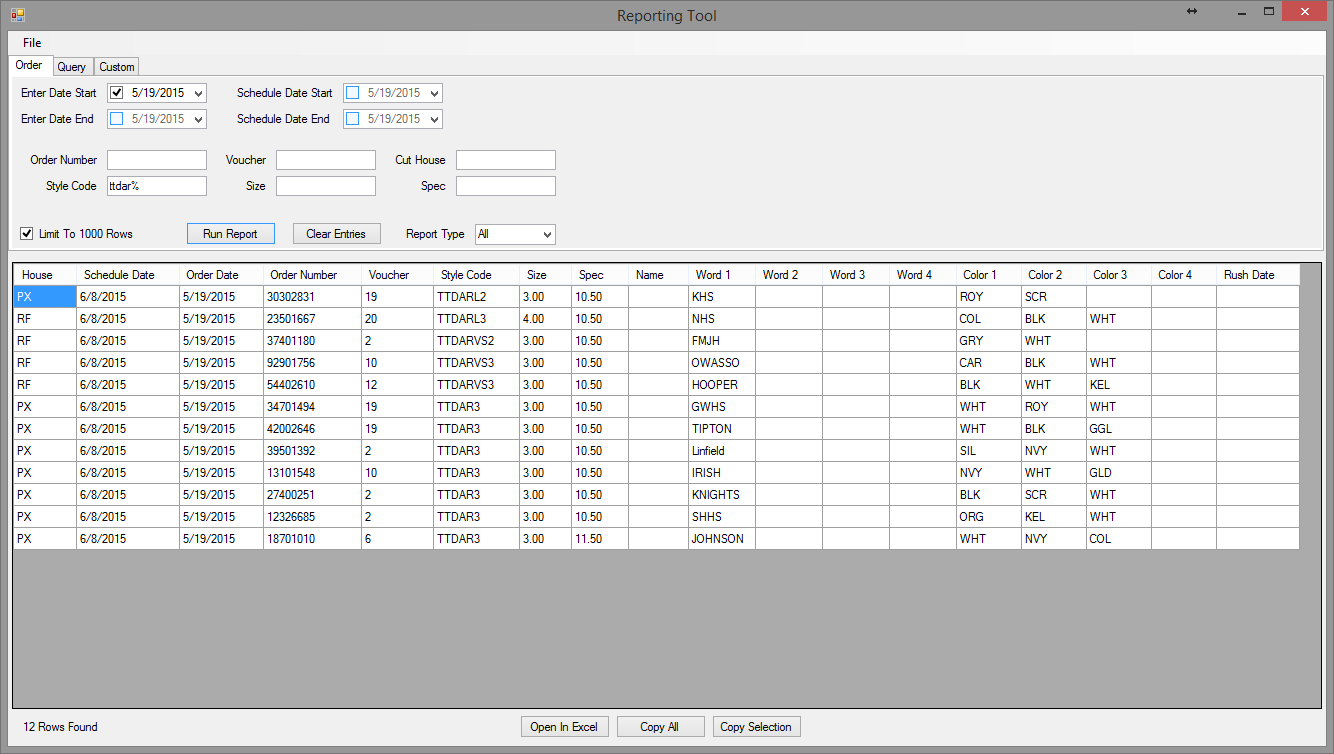 Reporting Tool
File
Order Query Custom
Enter Date Start 5/19/2015 Schedule Date Start 5/19/2015
Enter Date End 5/19/2015 Schedule Date End 5/19/2015
Order Number Voucher Cut House
Style Code ttdar% Size Spec
Limit To 1000 Rows Run Report Clear Entries Report Type All
House Schedule Date Order Date Order Number Voucher Style Code Size Spec Name Word 1 Word 2 Word 3 Word 4 Color 1 Color 2 Color 3 Color 4 Rush Date
PX 6/8/2015 5/19/2015 30302831 19 TTDARL2 3.00 10.50 KHS ROY SCR
RF 6/8/2015 5/19/2015 23501667 20 TTDARL3 4.00 10.50 NHS COL BLK WHT
RF 6/8/2015 5/19/2015 37401180 2 TTDARVS2 3.00 10.50 FMJH GRY WHT
RF 6/8/2015 5/19/2015 92901756 10 TTDARVS3 3.00 10.50 OWASSO CAR BLK WHT
RF 6/8/2015 5/19/2015 54402610 12 TTDARVS3 3.00 10.50 HOOPER BLK WHT KEL
PX 6/8/2015 5/19/2015 34701494 19 TTDAR3 3.00 10.50 GWHS WHT ROY WHT
PX 6/8/2015 5/19/2015 42002646 19 TTDAR3 3.00 10.50 TIPTON WHT BLK GGL
PX 6/8/2015 5/19/2015 39501392 2 TTDAR3 3.00 10.50 Linfield SIL NVY WHT
PX 6/8/2015 5/19/2015 13101548 10 TTDAR3 3.00 10.50 IRISH NVY WHT GLD
PX 6/8/2015 5/19/2015 27400251 2 TTDAR3 3.00 10.50 KNIGHTS BLK SCR WHT
PX 6/8/2015 5/19/2015 12326685 2 TTDAR3 3.00 10.50 SHHS ORG KEL WHT
PX 6/8/2015 5/19/2015 18701010 6 TTDAR3 3.00 11.50 JOHNSON WHT NVY COL
12 Rows Found Open In Excel Copy All Copy Selection